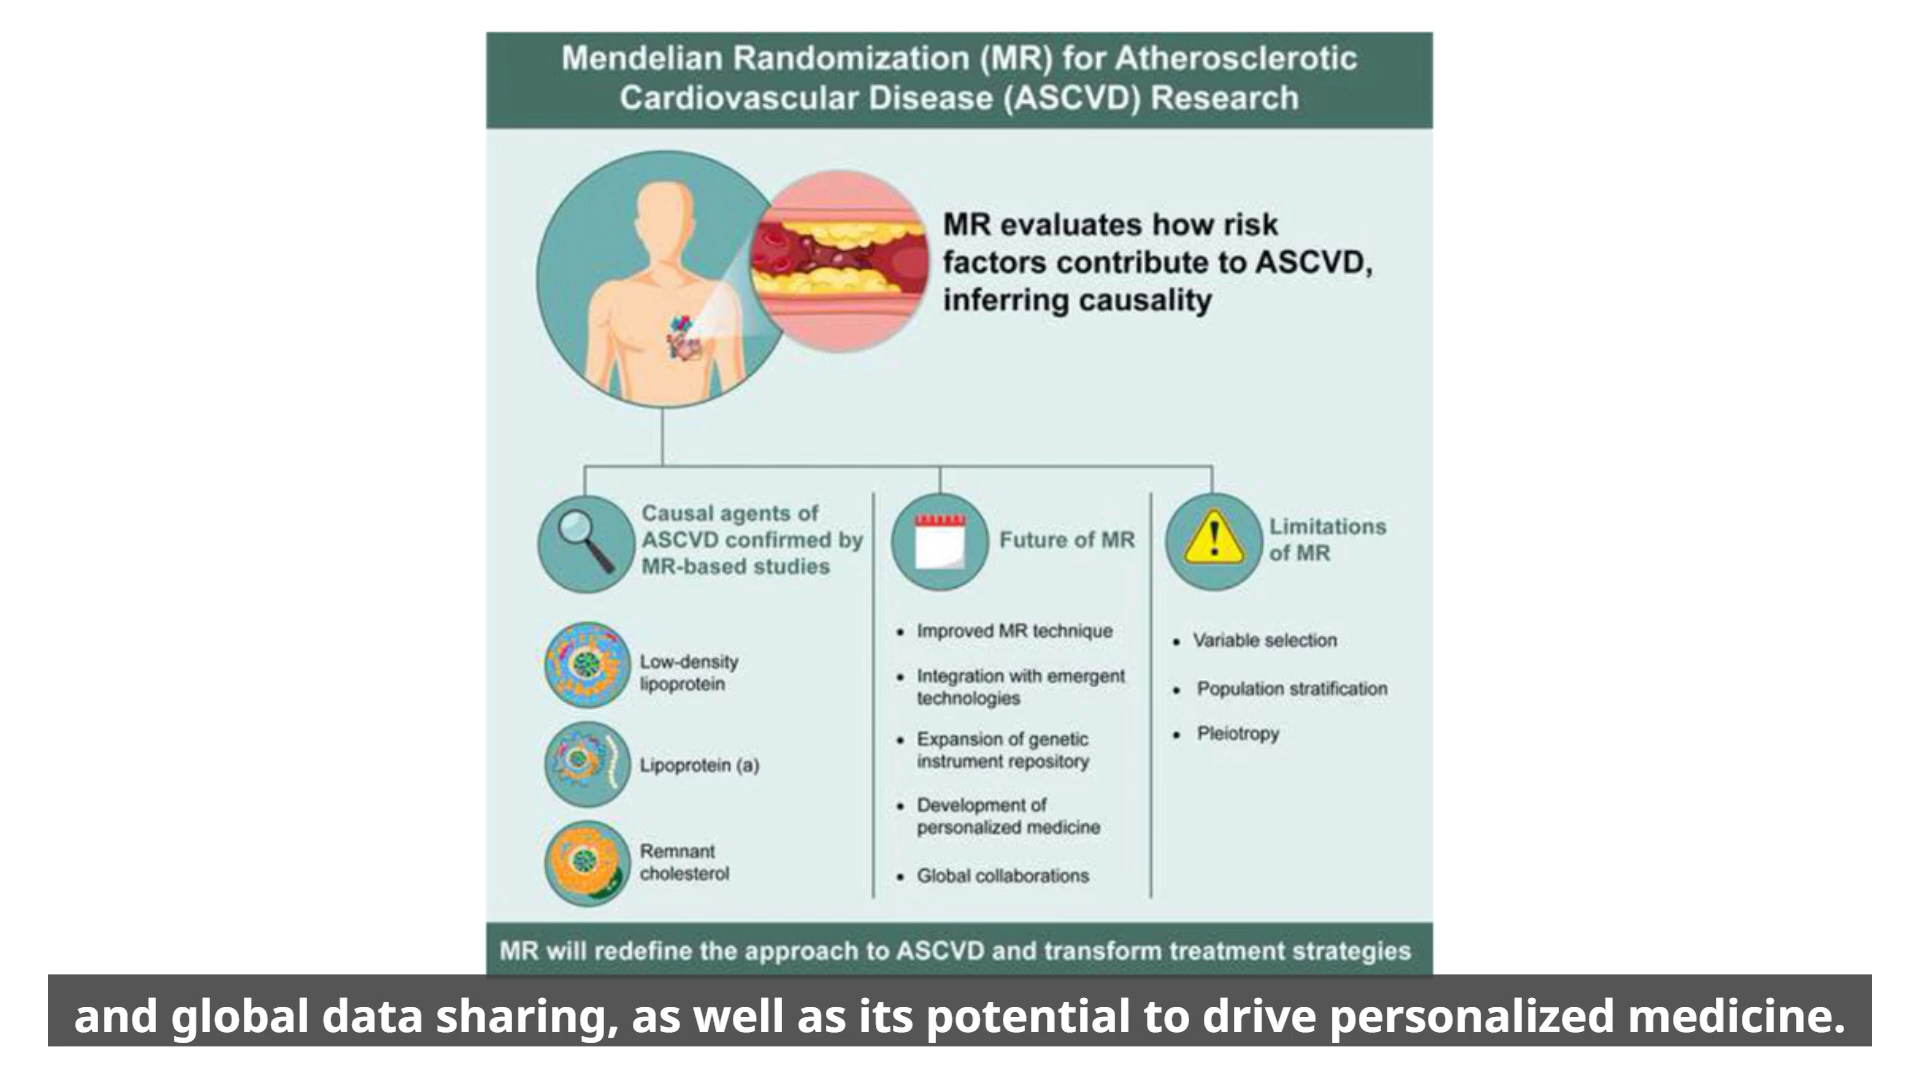 Mendelian Randomization (MR) for Atherosclerotic
Cardiovascular Disease (ASCVD) Research
MR evaluates how risk
factors contribute to ASCVD,
inferring causality
Causal agents of
ASCVD confirmed by
MR-based studies
Low-density
lipoprotein
Lipoprotein (a)
Remnant
cholesterol
Future of MR
• Improved MR technique
• Integration with emergent
technologies
• Expansion of genetic
instrument repository
• Development of
personalized medicine
• Global collaborations
Limitations
of MR
• Variable selection
• Population stratification
• Pleiotropy
MR will redefine the approach to ASCVD and transform treatment strategies
and global data sharing, as well as its potential to drive personalized medicine.